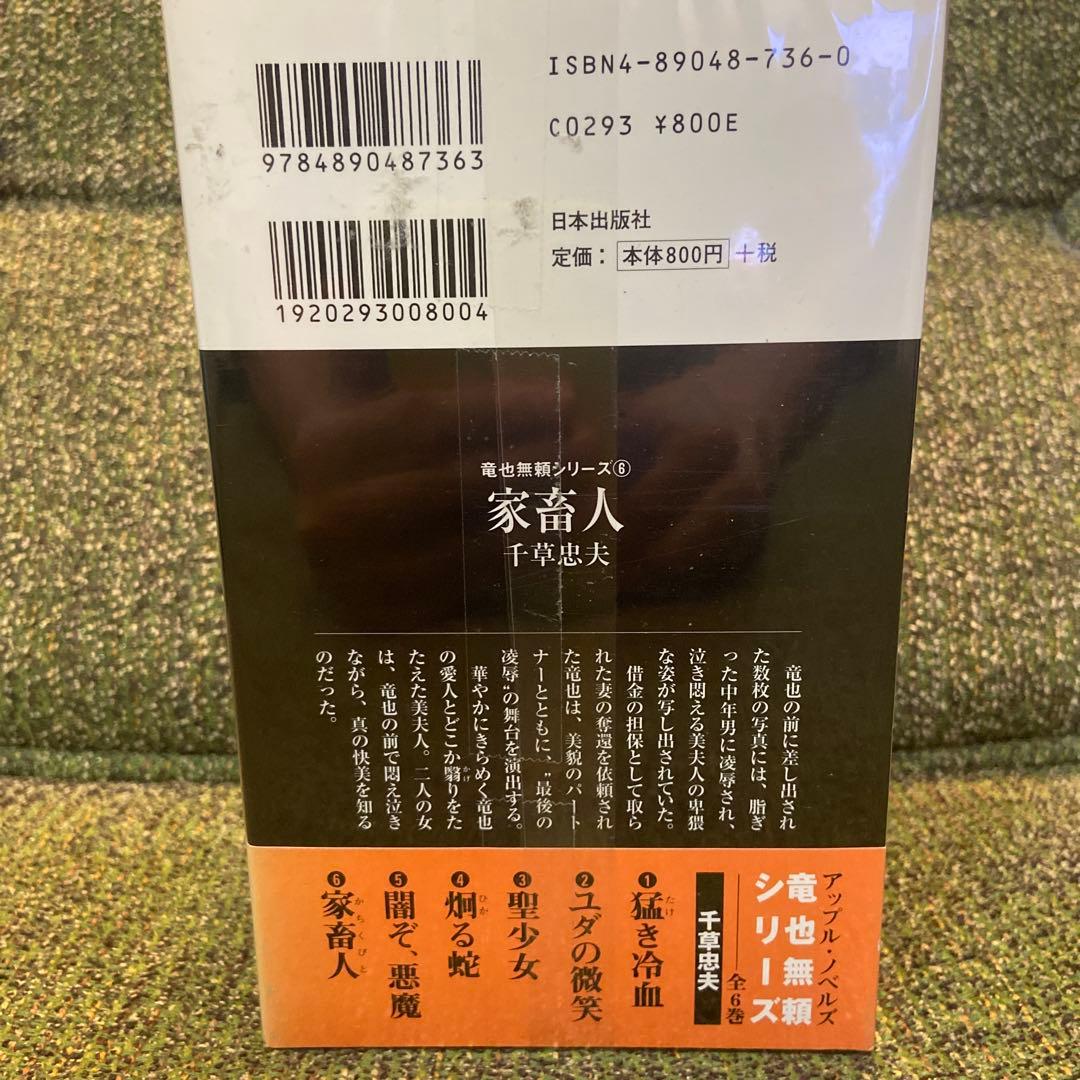 ISBN4-89048-736-0
C0293 ¥800E
9784890487363
日本出版社
定価：本体800円+税
1920293008004
竜也無頼シリーズ⑥
家畜人
千草忠夫
竜也の前に差し出され
た数枚の写真には、脂ぎ
った中年男に凌辱され、
泣き悶える美夫人の卑猥
な姿が写し出されていた。
借金の担保として取ら
れた妻の奪還を依頼され
た竜也は、美貌のパート
ナーとともに、"最後の
凌辱"の舞台を演出する。
華やかにきらめく竜也
の愛人とどこか翳りをた
たえた美夫人。二人の女
は、竜也の前で悶え泣き
ながら、真の快美を知る
のだった。
かげ
アップル・ノベルズ
竜也無頼
シリーズ
全6巻
千草忠夫
❶猛き冷血
たけ
❷ユダの微笑
❸聖少女
❹炯る蛇
ひか
❺闇ぞ、悪魔
❻家畜人
かちくびと